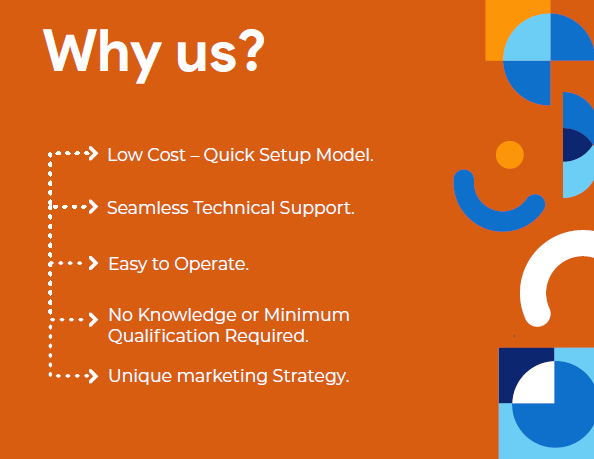 Why us?
Low Cost – Quick Setup Model.
Seamless Technical Support.
Easy to Operate.
No Knowledge or Minimum
Qualification Required.
Unique marketing Strategy.